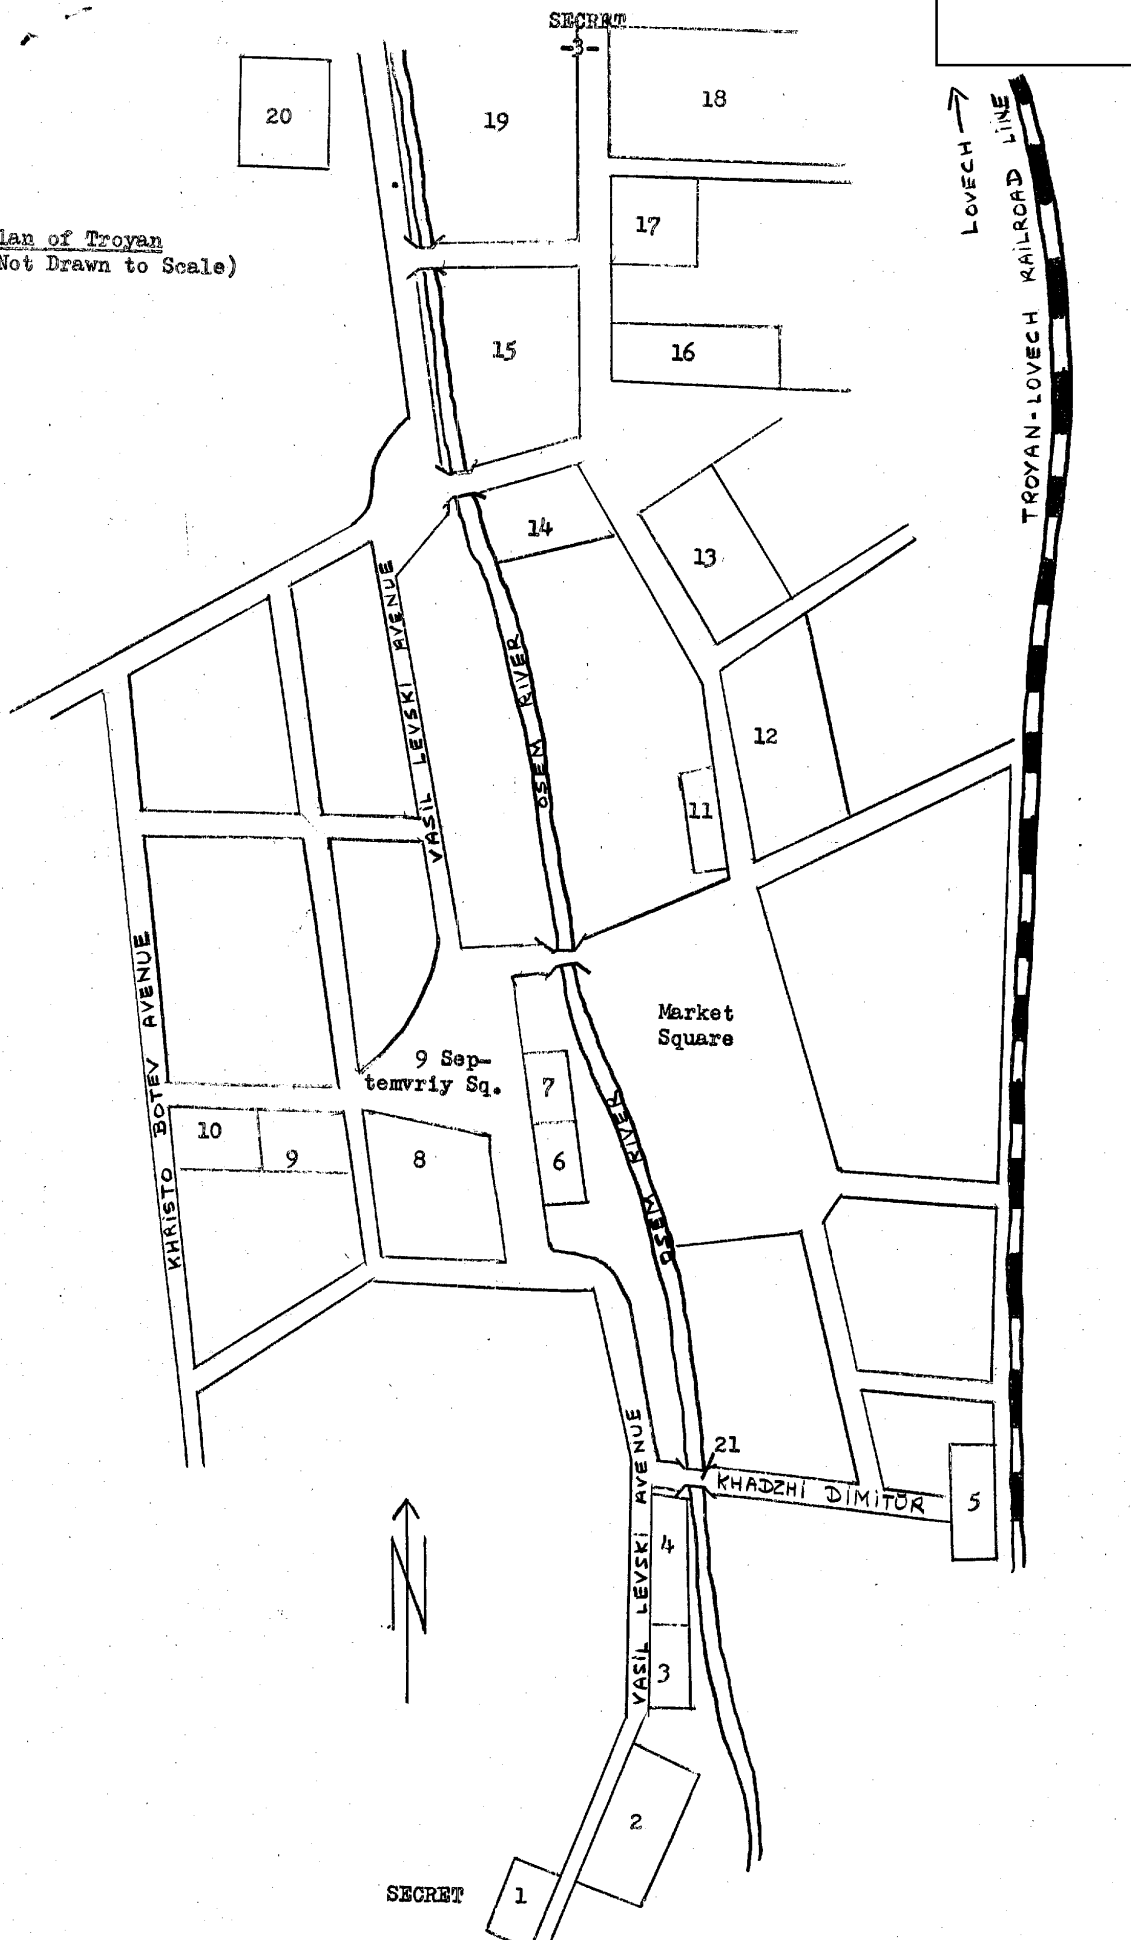 SECRET
-3-
20
19
18
LOVECH
TROYAN-LOVECH RAILROAD LINE
17
lan of Troyan
Not Drawn to Scale)
15
16
14
13
VASIL LEVSKI AVENUE
OSEM RIVER
12
11
KHRISTO BOTEV AVENUE
Market
Square
9 Sep-
temvriy Sq.
7
10
9
8
6
OSEM RIVER
21
KHADZHI DIMITŬR
5
VASIL LEVSKI AVENUE
4
N
3
2
SECRET
1